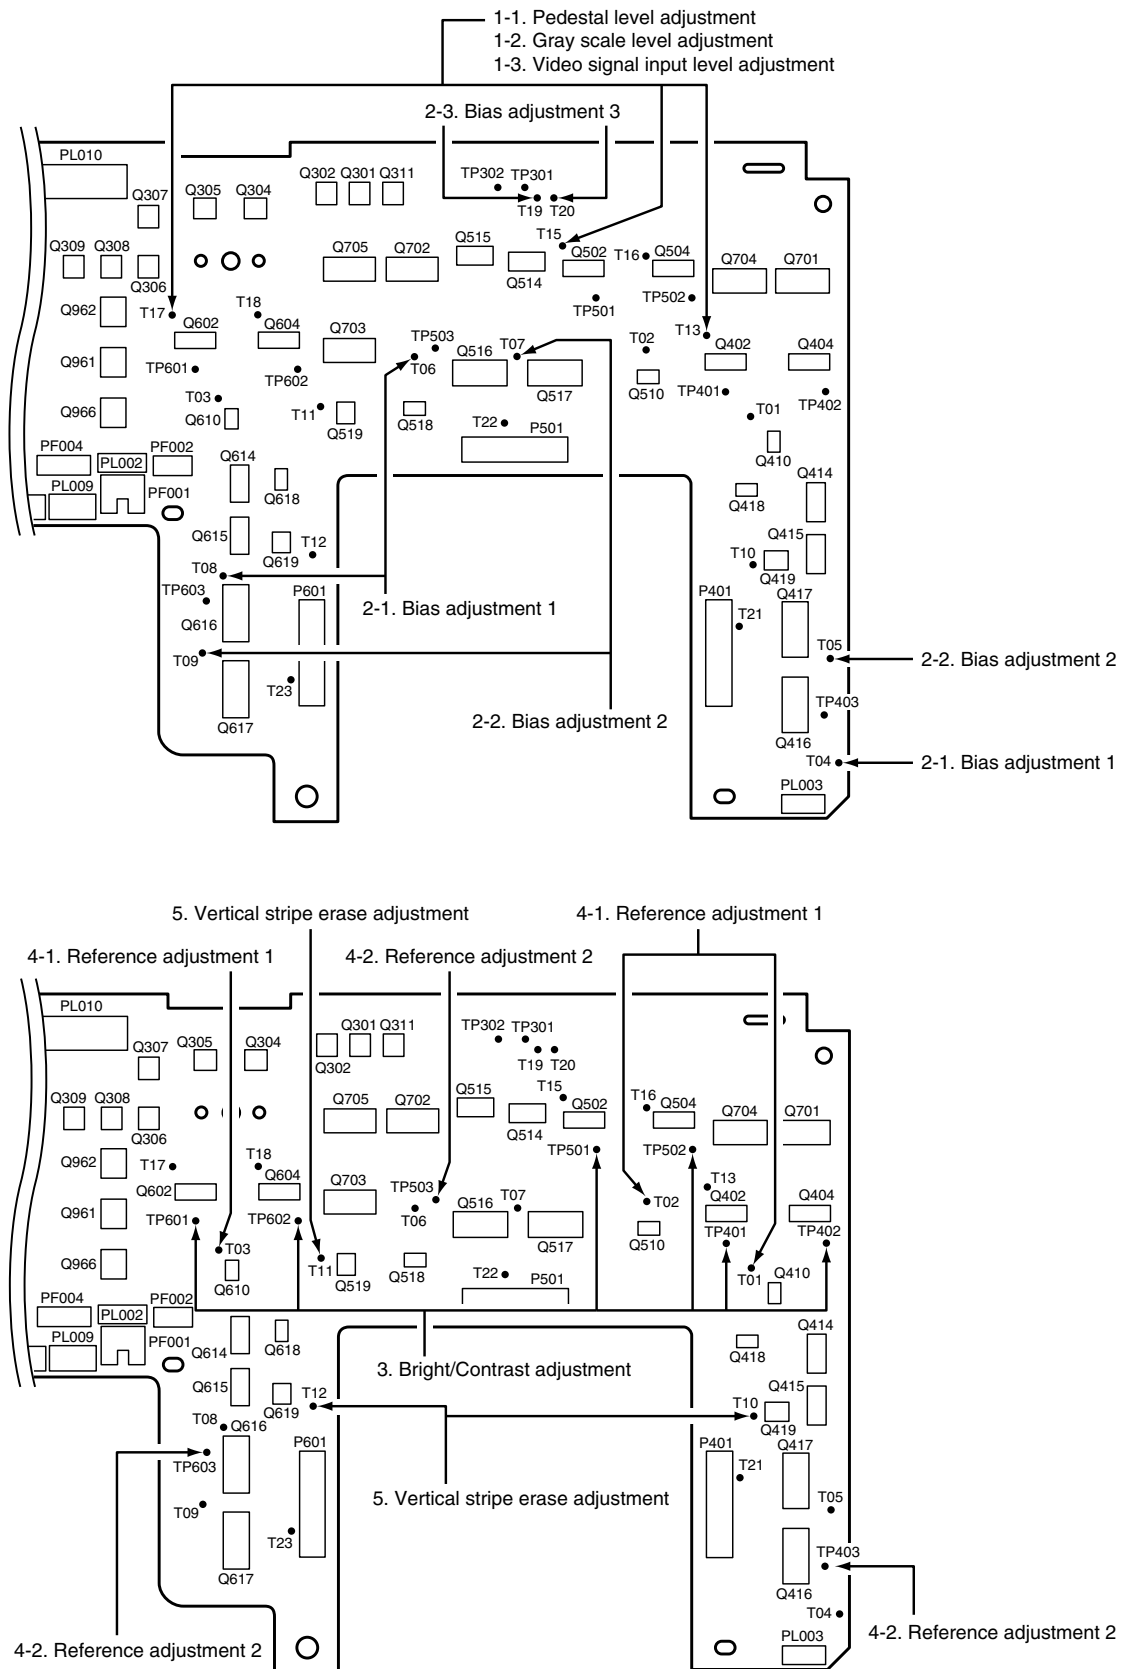 1-1. Pedestal level adjustment
1-2. Gray scale level adjustment
1-3. Video signal input level adjustment
2-3. Bias adjustment 3
PL010
Q307
Q305
Q304
Q302
Q301
Q311
TP302
TP301
T19
T20
T15
Q309
Q308
Q306
Q705
Q702
Q515
Q514
Q502
T16
Q504
Q704
Q701
Q962
T17
T18
Q602
Q604
Q703
TP503
T06
Q516
T07
TP501
TP502
T02
T13
Q402
Q404
Q961
TP601
TP602
Q517
Q510
TP401
TP402
Q966
T03
Q610
T11
Q519
Q518
T22
P501
T01
Q410
PF004
PL002
PF002
PL009
PF001
Q614
Q618
Q418
Q414
Q615
Q619
T12
T10
Q419
Q415
T08
TP603
Q616
P601
2-1. Bias adjustment 1
P401
T21
Q417
T09
T05
2-2. Bias adjustment 2
T23
Q617
2-2. Bias adjustment 2
TP403
Q416
T04
2-1. Bias adjustment 1
PL003
5. Vertical stripe erase adjustment
4-1. Reference adjustment 1
4-1. Reference adjustment 1
4-2. Reference adjustment 2
PL010
Q307
Q305
Q304
Q301
Q311
Q302
TP302
TP301
T19
T20
T15
Q309
Q308
Q306
Q705
Q702
Q515
Q514
Q502
T16
Q504
Q704
Q701
TP501
TP502
Q962
T17
T18
Q602
Q604
Q703
TP503
T06
Q516
T07
T02
T13
Q402
Q404
Q961
TP601
TP602
Q517
Q510
TP401
TP402
Q966
T03
Q610
T11
Q519
Q518
T22
P501
T01
Q410
PF004
PL002
PF002
PL009
PF001
Q614
Q618
Q418
Q414
3. Bright/Contrast adjustment
Q615
Q619
T12
T10
Q419
Q415
T08
Q616
TP603
P601
P401
T21
Q417
T09
5. Vertical stripe erase adjustment
T05
T23
Q617
TP403
Q416
T04
4-2. Reference adjustment 2
4-2. Reference adjustment 2
PL003